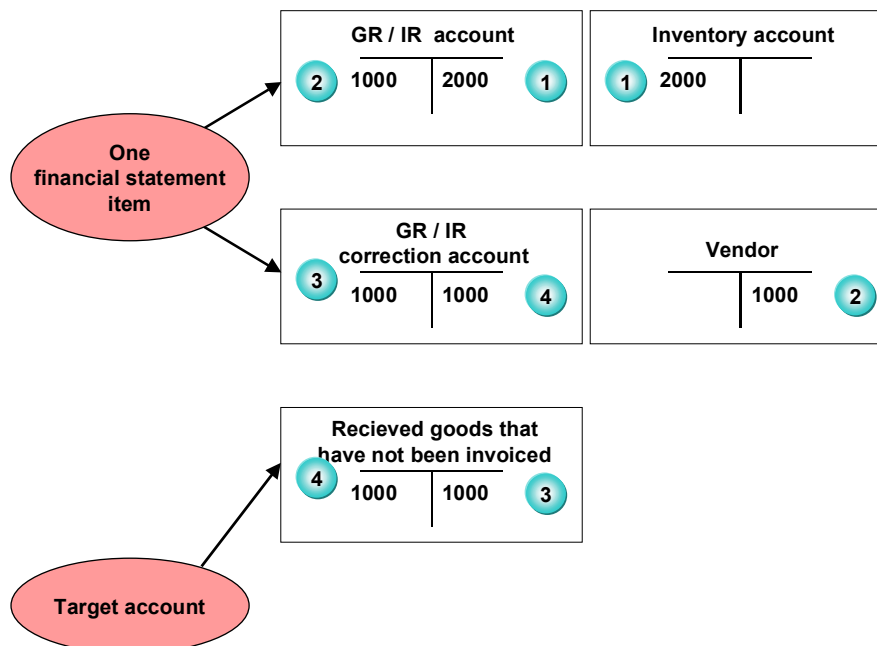 GR / IR account
2
1000
2000
1
Inventory account
1
2000
One
financial statement
item
GR / IR
correction account
3
1000
1000
4
Vendor
1000
2
Recieved goods that
have not been invoiced
4
1000
1000
3
Target account